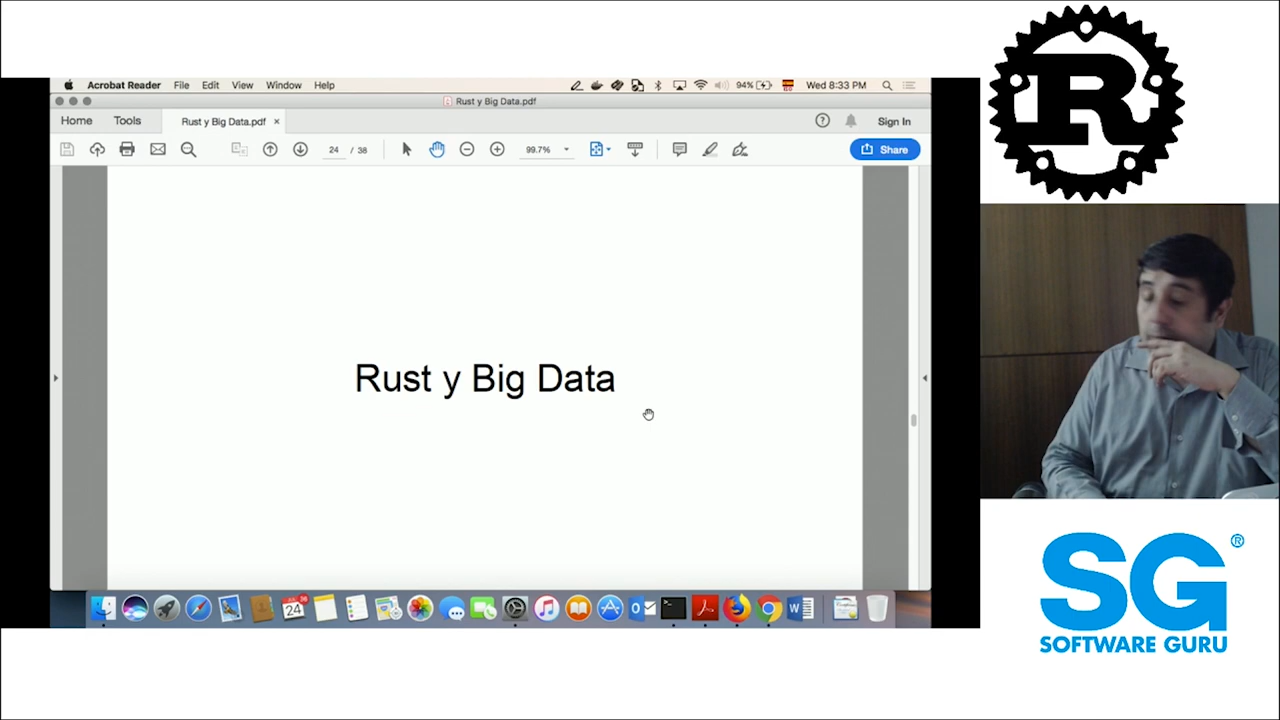 Acrobat Reader File Edit View Window Help 94% Wed 8:33 PM
Rust y Big Data.pdf
Home Tools Rust y Big Data.pdf × Sign In
24 / 38 99.7% Share
Rust y Big Data
24
R
SG®
SOFTWARE GURU